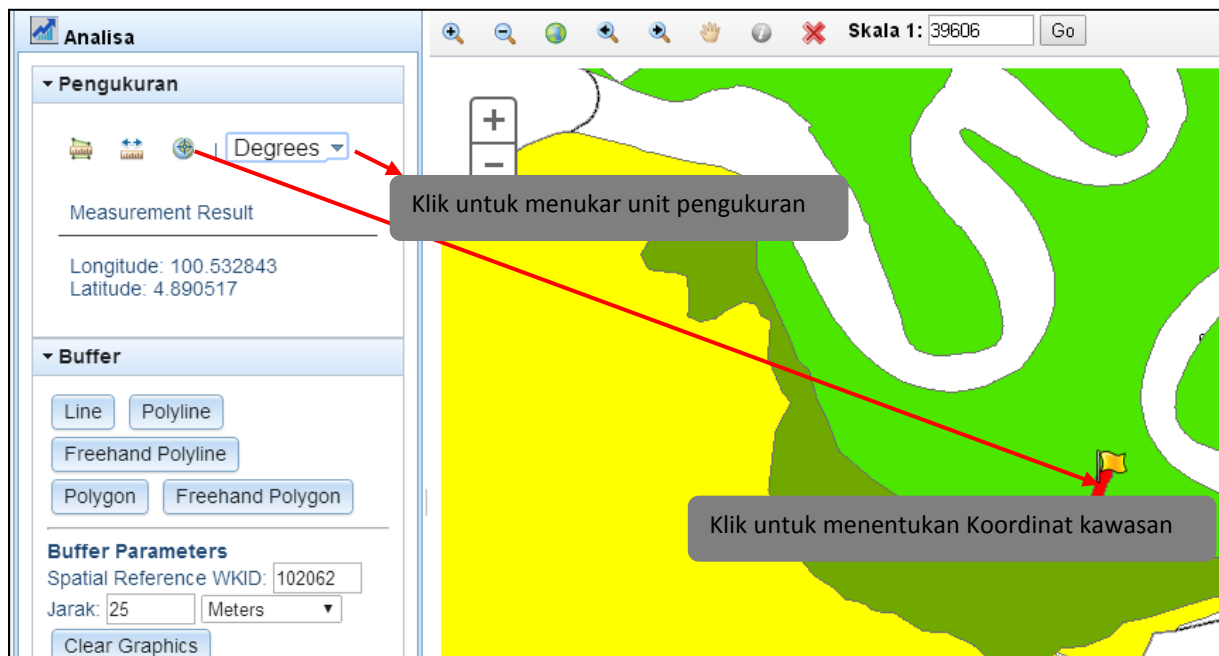 Analisa
Skala 1: 39606 Go
Pengukuran
Degrees
Klik untuk menukar unit pengukuran
Measurement Result
Longitude: 100.532843
Latitude: 4.890517
Buffer
Line Polyline
Freehand Polyline
Polygon Freehand Polygon
Klik untuk menentukan Koordinat kawasan
Buffer Parameters
Spatial Reference WKID: 102062
Jarak: 25 Meters
Clear Graphics